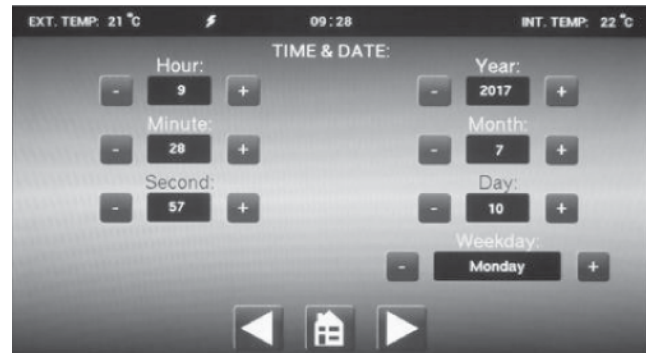 EXT. TEMP: 21 °C 09:28 INT. TEMP: 22 °C
TIME & DATE:
Hour:
- 9 +
Minute:
- 28 +
Second:
- 57 +
Year:
- 2017 +
Month:
- 7 +
Day:
- 10 +
Weekday:
- Monday +